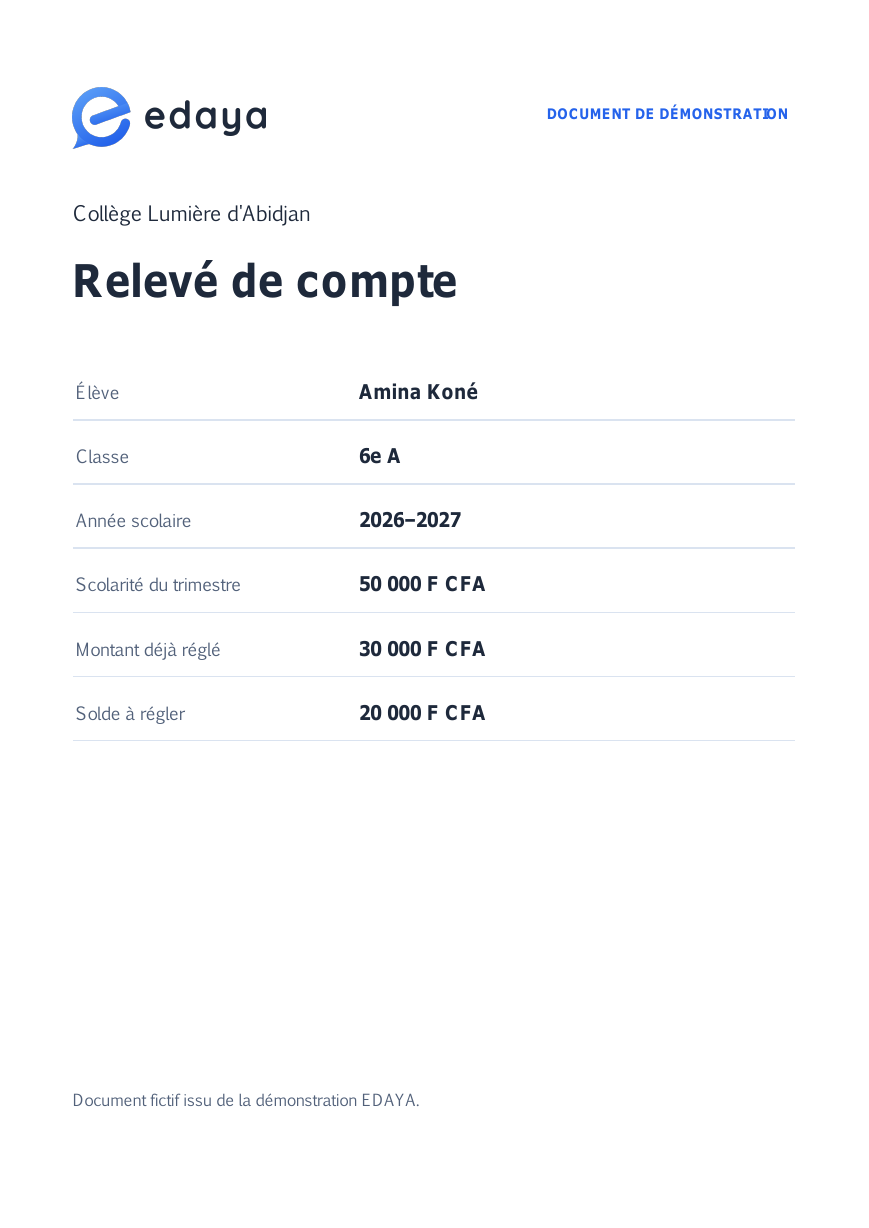 edaya
DOCUMENT DE DÉMONSTRATION
Collège Lumière d'Abidjan
Relevé de compte
Élève Amina Koné
Classe 6e A
Année scolaire 2026–2027
Scolarité du trimestre 50 000 F CFA
Montant déjà réglé 30 000 F CFA
Solde à régler 20 000 F CFA
Document fictif issu de la démonstration EDAYA.